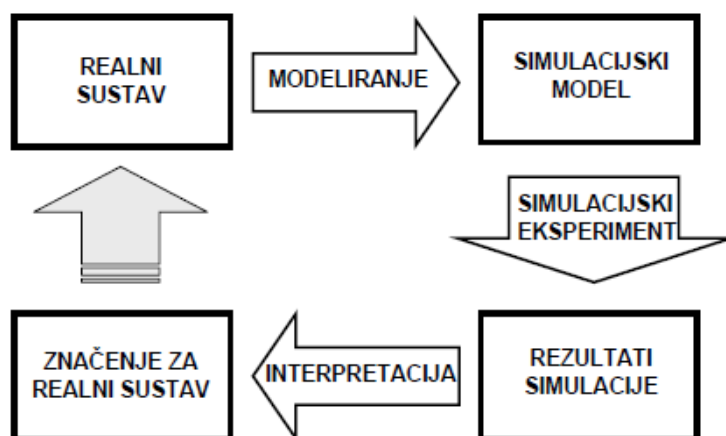 REALNI
SUSTAV
MODELIRANJE
SIMULACIJSKI
MODEL
SIMULACIJSKI
EKSPERIMENT
ZNAČENJE ZA
REALNI SUSTAV
INTERPRETACIJA
REZULTATI
SIMULACIJE